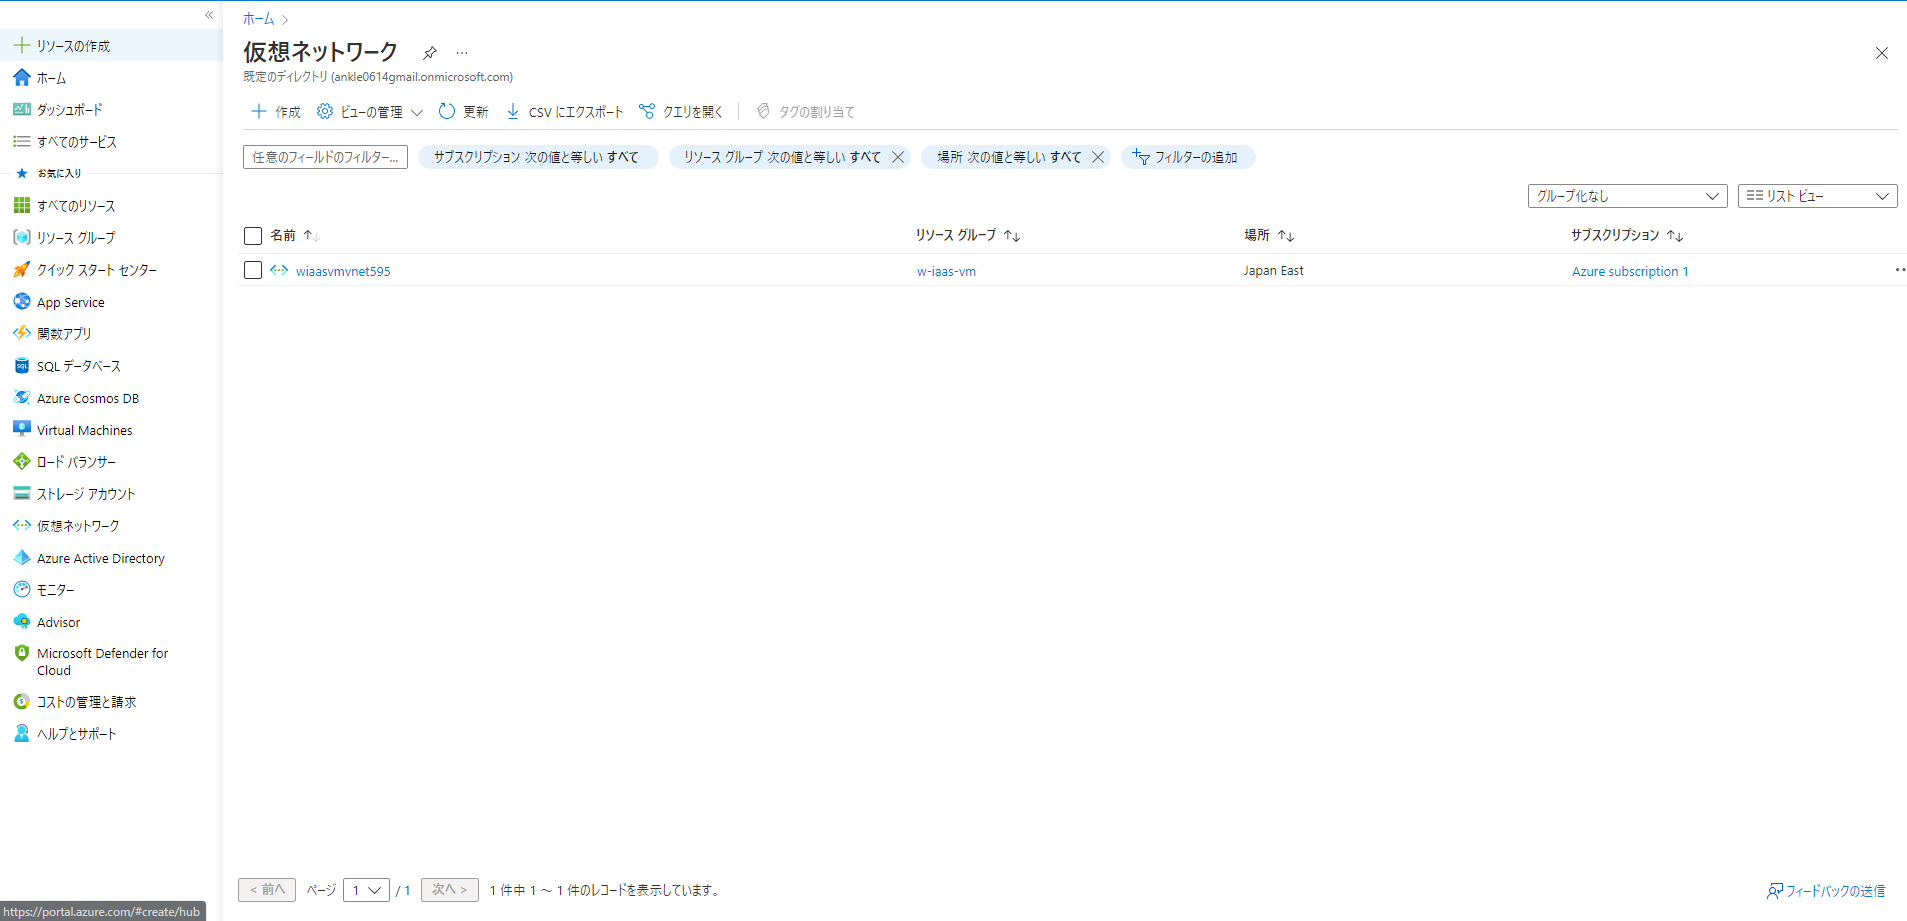 «
リソースの作成
ホーム
ダッシュボード
すべてのサービス
お気に入り
すべてのリソース
リソース グループ
クイック スタート センター
App Service
関数アプリ
SQL データベース
Azure Cosmos DB
Virtual Machines
ロード バランサー
ストレージ アカウント
仮想ネットワーク
Azure Active Directory
モニター
Advisor
Microsoft Defender for
Cloud
コストの管理と請求
ヘルプとサポート
https://portal.azure.com/#create/hub
ホーム >
仮想ネットワーク ...
既定のディレクトリ (ankle0614gmail.onmicrosoft.com)
作成 ビューの管理 更新 CSV にエクスポート クエリを開く タグの割り当て
任意のフィールドのフィルター... サブスクリプション 次の値と等しい すべて リソース グループ 次の値と等しい すべて 場所 次の値と等しい すべて フィルターの追加
グループ化なし リスト ビュー
名前 ↑↓ リソース グループ ↑↓ 場所 ↑↓ サブスクリプション ↑↓
wiaasvmvnet595 w-iaas-vm Japan East Azure subscription 1
< 前へ ページ 1 / 1 次へ > 1 件中 1 ～ 1 件のレコードを表示しています。
フィードバックの送信